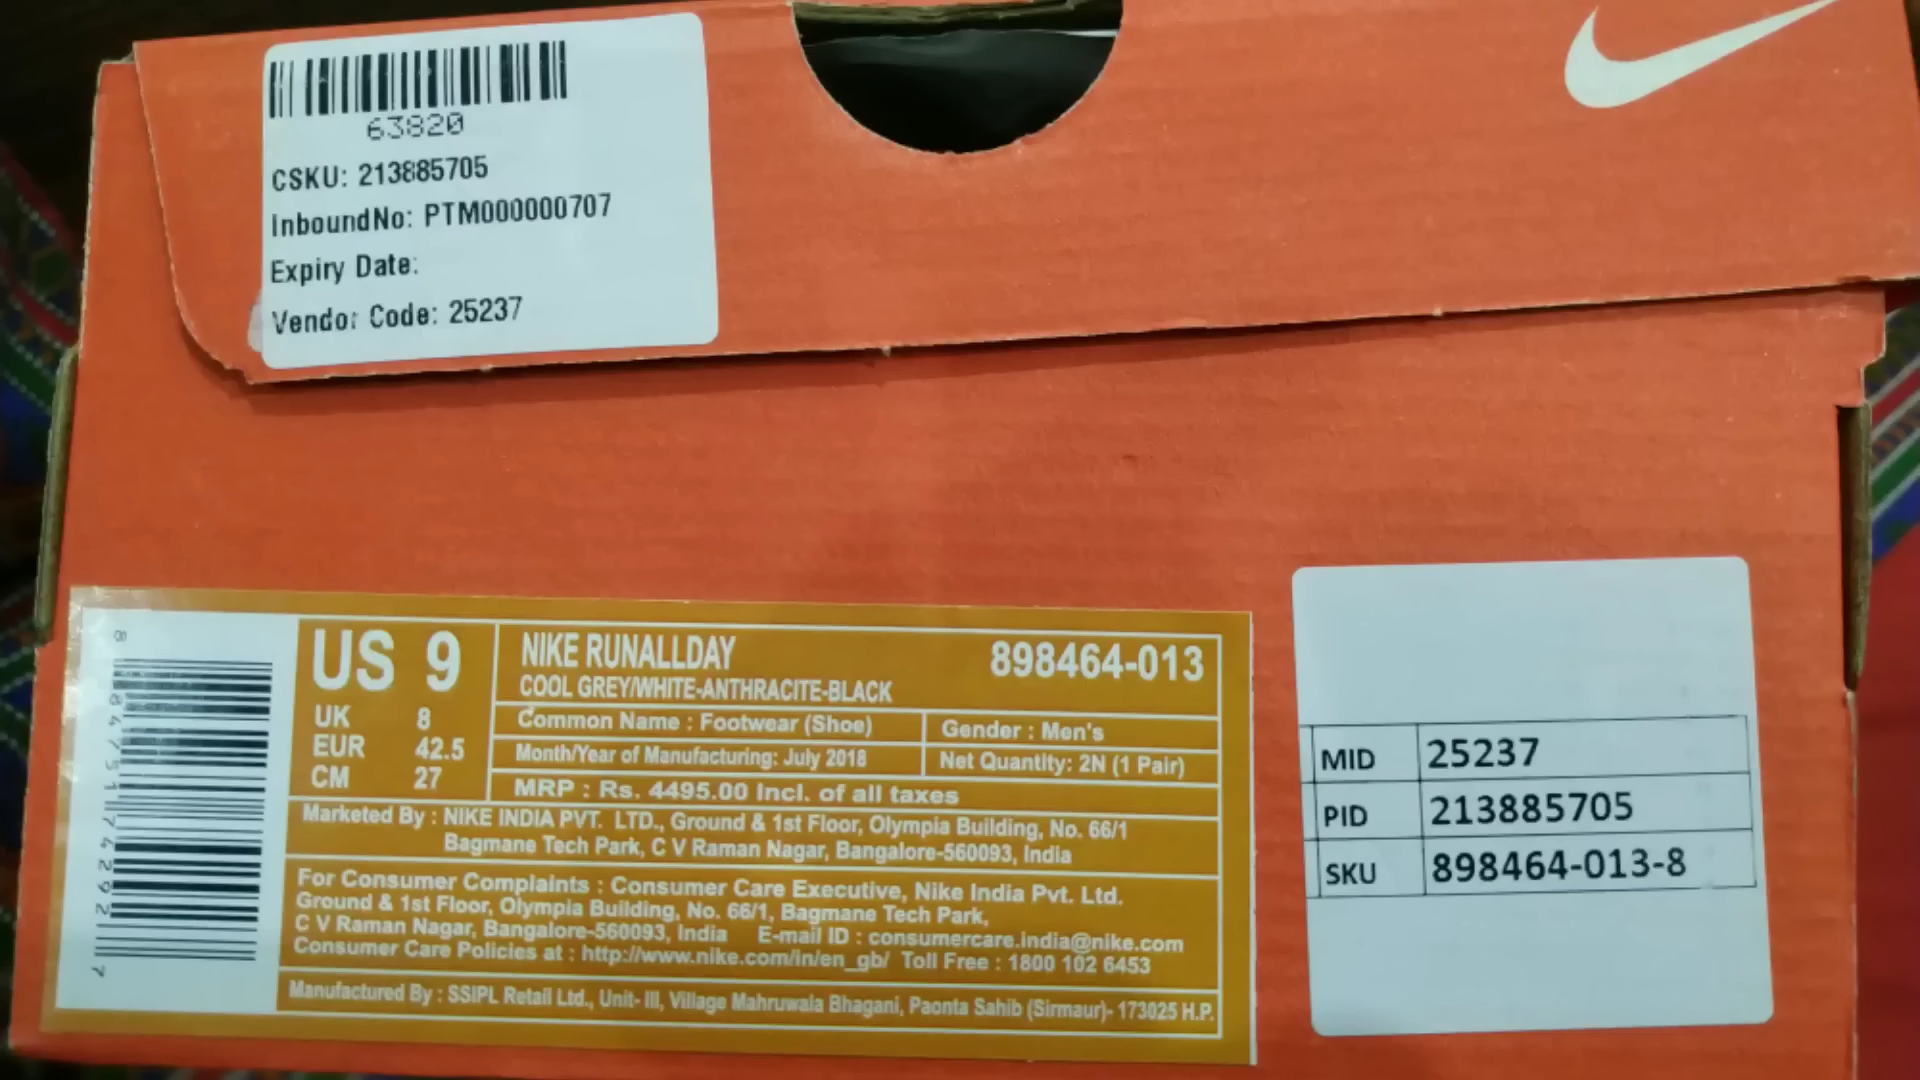 63820
CSKU: 213885705
InboundNo: PTM000000707
Expiry Date:
Vendor Code: 25237
8 84751 74292 7
US 9
UK 8
EUR 42.5
CM 27
NIKE RUNALLDAY 898464-013
COOL GREY/WHITE-ANTHRACITE-BLACK
Common Name : Footwear (Shoe) Gender : Men's
Month/Year of Manufacturing: July 2018 Net Quantity: 2N (1 Pair)
MRP : Rs. 4495.00 Incl. of all taxes
Marketed By : NIKE INDIA PVT. LTD., Ground & 1st Floor, Olympia Building, No. 66/1
Bagmane Tech Park, C V Raman Nagar, Bangalore-560093, India
For Consumer Complaints : Consumer Care Executive, Nike India Pvt. Ltd.
Ground & 1st Floor, Olympia Building, No. 66/1, Bagmane Tech Park,
C V Raman Nagar, Bangalore-560093, India E-mail ID : consumercare.india@nike.com
Consumer Care Policies at : http://www.nike.com/in/en_gb/ Toll Free : 1800 102 6453
Manufactured By : SSIPL Retail Ltd., Unit- III, Village Mahruwala Bhagani, Paonta Sahib (Sirmaur)- 173025 H.P.
MID 25237
PID 213885705
SKU 898464-013-8